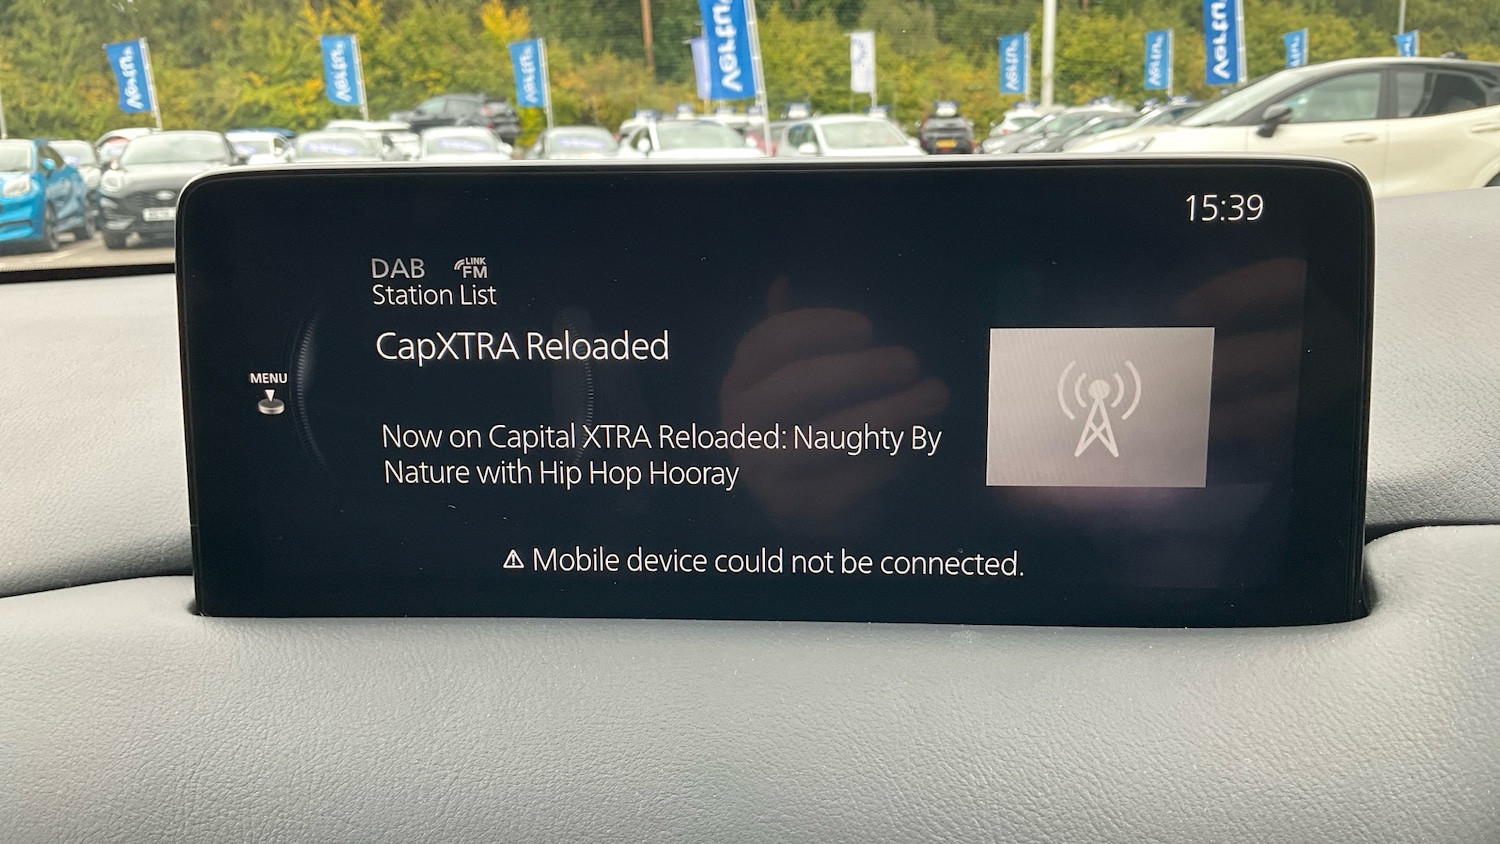 15:39
DAB LINK FM
Station List
CapXTRA Reloaded
MENU
Now on Capital XTRA Reloaded: Naughty By
Nature with Hip Hop Hooray
⚠ Mobile device could not be connected.